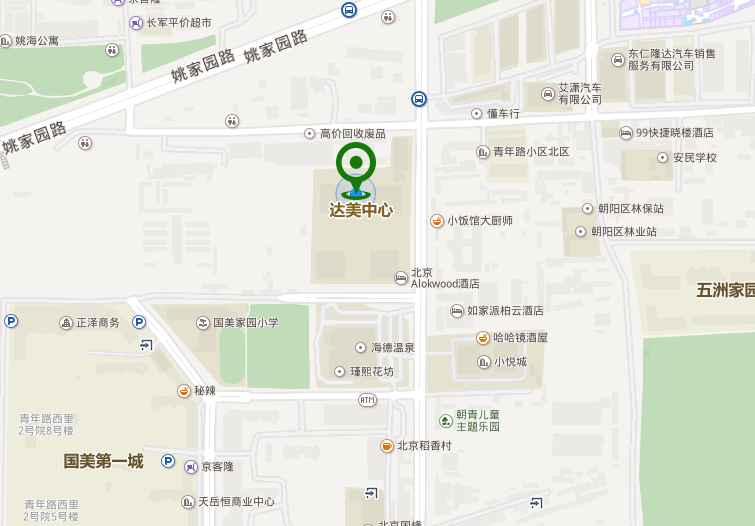 京客隆
长军平价超市
姚海公寓
姚家园路
姚家园路
姚家园路
东仁隆达汽车销售
服务有限公司
艾潇汽车
有限公司
懂车行
高价回收废品
99快捷晓楼酒店
青年路小区北区
安民学校
达美中心
小饭馆大厨师
朝阳区林保站
朝阳区林业站
北京
Alokwood酒店
五洲家园
如家派柏云酒店
P
正泽商务
P
国美家园小学
哈哈镜酒屋
海德温泉
小悦城
瑾熙花坊
秘辣
ATM
青年路西里
2号院8号楼
朝青儿童
主题乐园
北京稻香村
国美第一城
P
京客隆
天岳恒商业中心
青年路西里
2号院5号楼